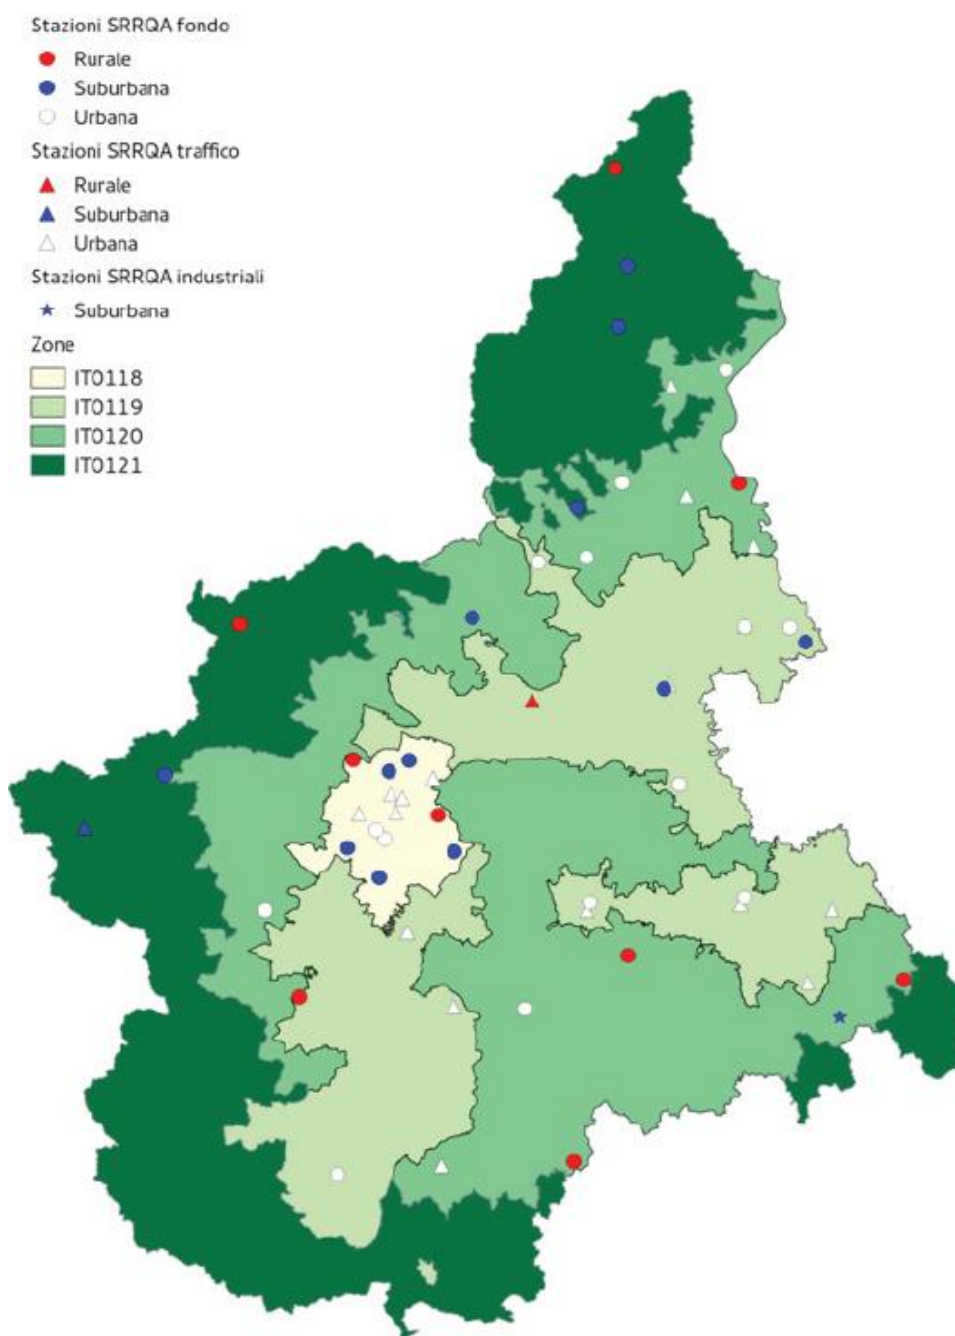 Stazioni SRRQA fondo
Rurale
Suburbana
Urbana
Stazioni SRRQA traffico
Rurale
Suburbana
Urbana
Stazioni SRRQA industriali
Suburbana
Zone
IT0118
IT0119
IT0120
IT0121